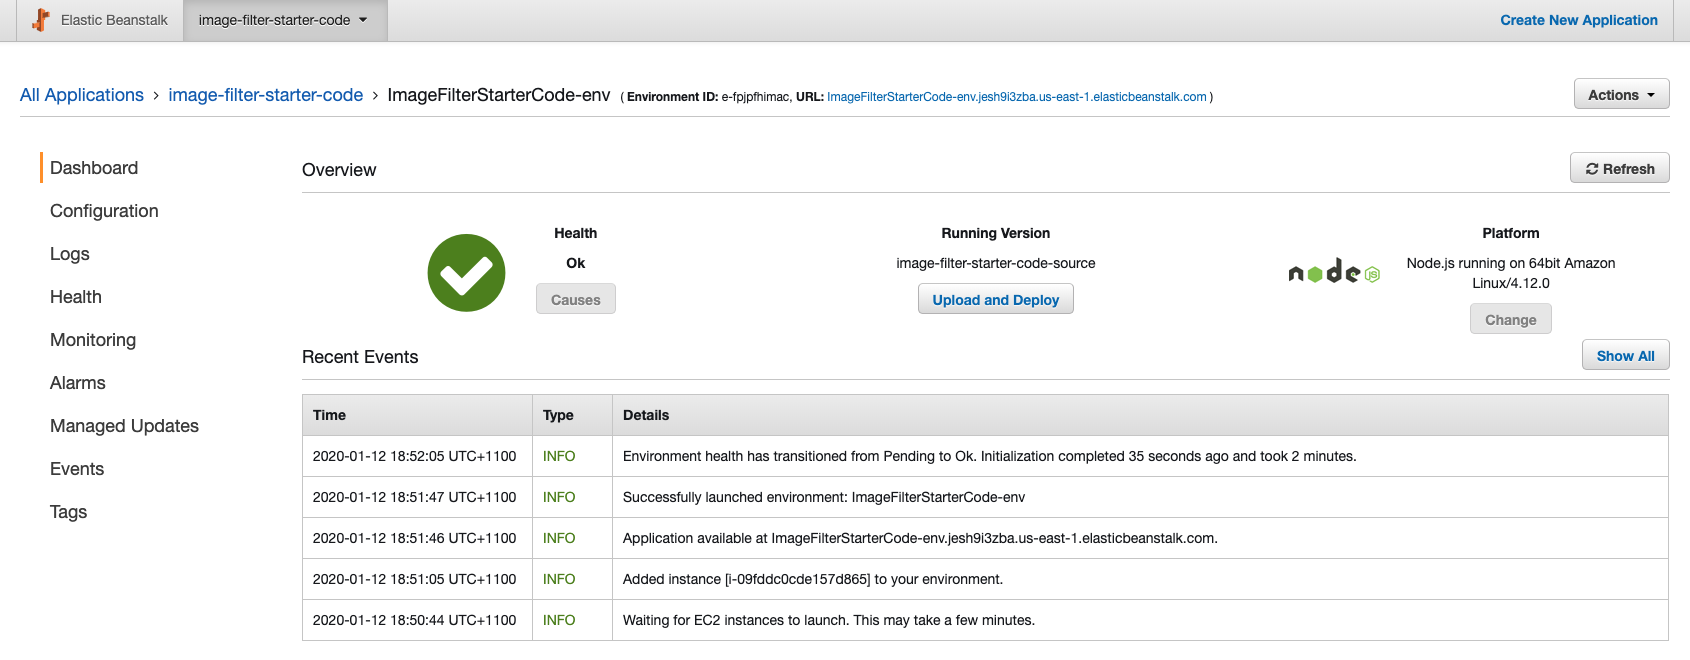 Elastic Beanstalk image-filter-starter-code Create New Application
All Applications › image-filter-starter-code › ImageFilterStarterCode-env ( Environment ID: e-fpjpfhimac, URL: ImageFilterStarterCode-env.jesh9i3zba.us-east-1.elasticbeanstalk.com ) Actions
Dashboard
Configuration
Logs
Health
Monitoring
Alarms
Managed Updates
Events
Tags
Overview Refresh
Health
Ok
Causes
Running Version
image-filter-starter-code-source
Upload and Deploy
node JS
Platform
Node.js running on 64bit Amazon
Linux/4.12.0
Change
Recent Events Show All
Time Type Details
2020-01-12 18:52:05 UTC+1100 INFO Environment health has transitioned from Pending to Ok. Initialization completed 35 seconds ago and took 2 minutes.
2020-01-12 18:51:47 UTC+1100 INFO Successfully launched environment: ImageFilterStarterCode-env
2020-01-12 18:51:46 UTC+1100 INFO Application available at ImageFilterStarterCode-env.jesh9i3zba.us-east-1.elasticbeanstalk.com.
2020-01-12 18:51:05 UTC+1100 INFO Added instance [i-09fddc0cde157d865] to your environment.
2020-01-12 18:50:44 UTC+1100 INFO Waiting for EC2 instances to launch. This may take a few minutes.